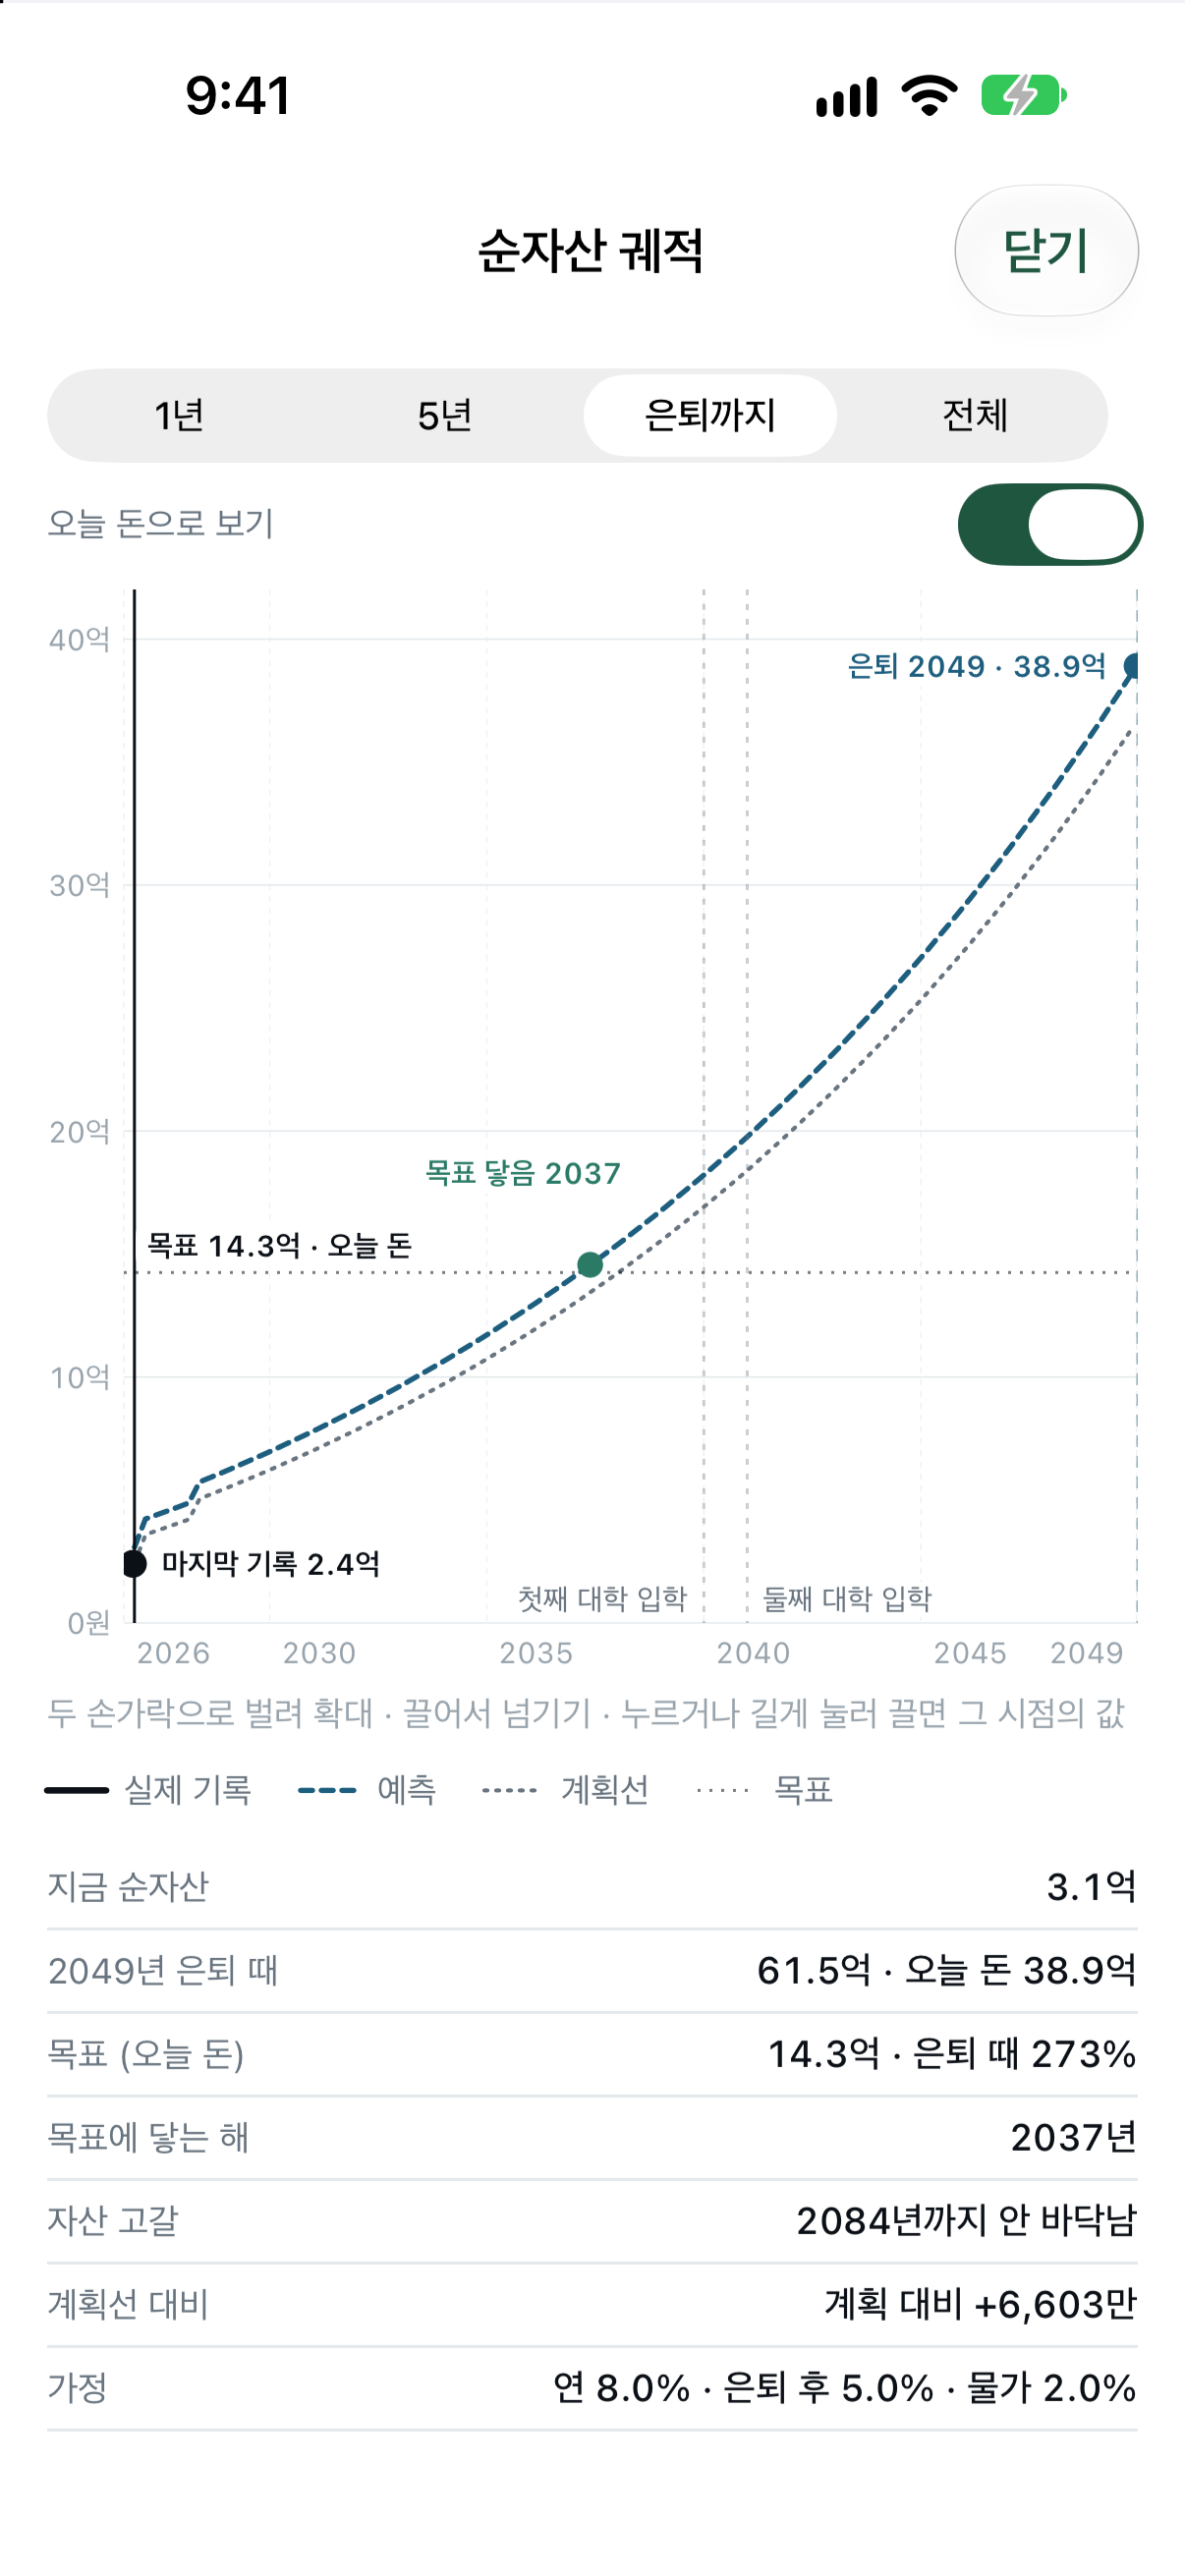 9:41
순자산 궤적
닫기
1년 5년 은퇴까지 전체
오늘 돈으로 보기
40억
은퇴 2049 · 38.9억
30억
20억
목표 닿음 2037
목표 14.3억 · 오늘 돈
10억
마지막 기록 2.4억
첫째 대학 입학 둘째 대학 입학
0원
2026 2030 2035 2040 2045 2049
두 손가락으로 벌려 확대 · 끌어서 넘기기 · 누르거나 길게 눌러 끌면 그 시점의 값
실제 기록 예측 계획선 목표
지금 순자산 3.1억
2049년 은퇴 때 61.5억 · 오늘 돈 38.9억
목표 (오늘 돈) 14.3억 · 은퇴 때 273%
목표에 닿는 해 2037년
자산 고갈 2084년까지 안 바닥남
계획선 대비 계획 대비 +6,603만
가정 연 8.0% · 은퇴 후 5.0% · 물가 2.0%